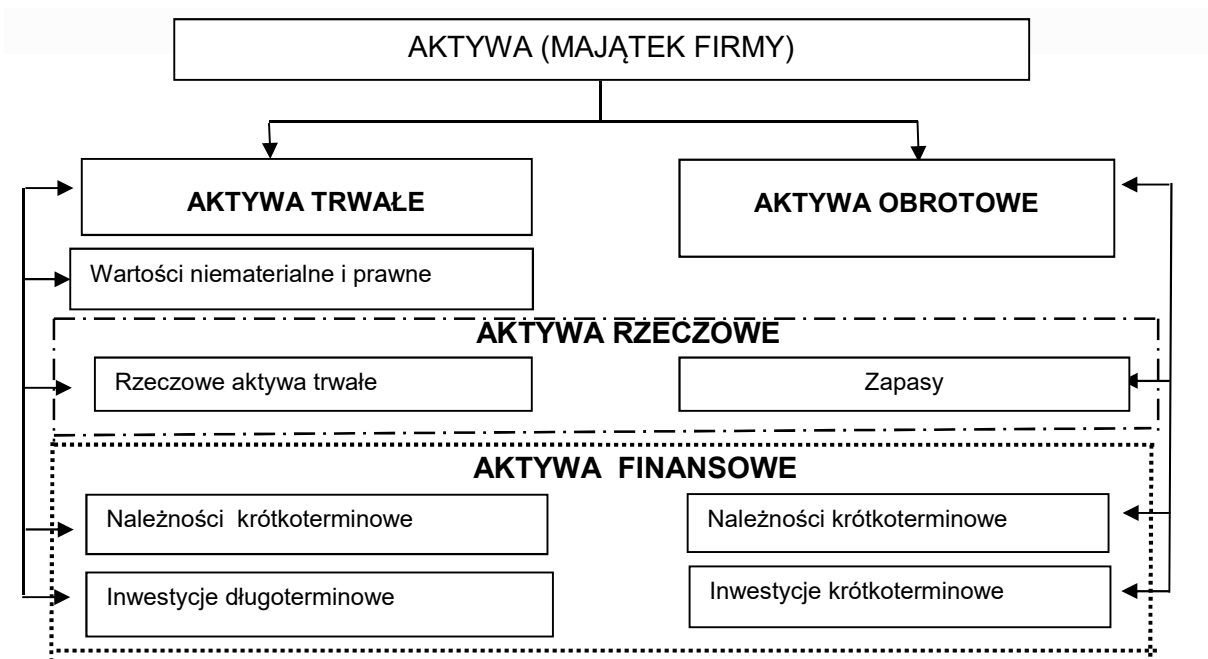 AKTYWA (MAJĄTEK FIRMY)
AKTYWA TRWAŁE
AKTYWA OBROTOWE
Wartości niematerialne i prawne
AKTYWA RZECZOWE
Rzeczowe aktywa trwałe
Zapasy
AKTYWA FINANSOWE
Należności krótkoterminowe
Należności krótkoterminowe
Inwestycje długoterminowe
Inwestycje krótkoterminowe